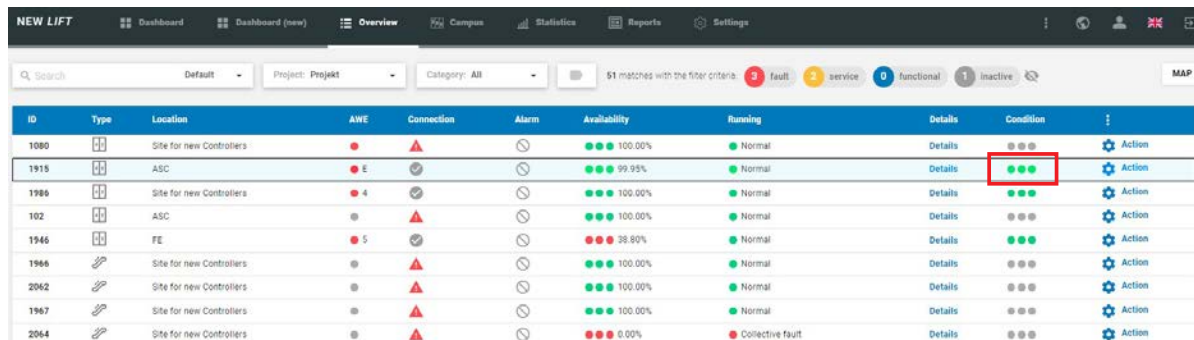 NEW LIFT Dashboard Dashboard (new) Overview Campus Statistics Reports Settings
Search Default Project: Projekt Category: All 51 matches with the filter criteria: 3 fault 2 service 0 functional 1 inactive MAP
ID Type Location AWE Connection Alarm Availability Running Details Condition
1080 Site for new Controllers 100.00% Normal Details Action
1915 ASC E 99.95% Normal Details Action
1986 Site for new Controllers 4 100.00% Normal Details Action
102 ASC 100.00% Normal Details Action
1946 FE 5 38.80% Normal Details Action
1966 Site for new Controllers 100.00% Normal Details Action
2062 Site for new Controllers 100.00% Normal Details Action
1967 Site for new Controllers 100.00% Normal Details Action
2064 Site for new Controllers 0.00% Collective fault Details Action